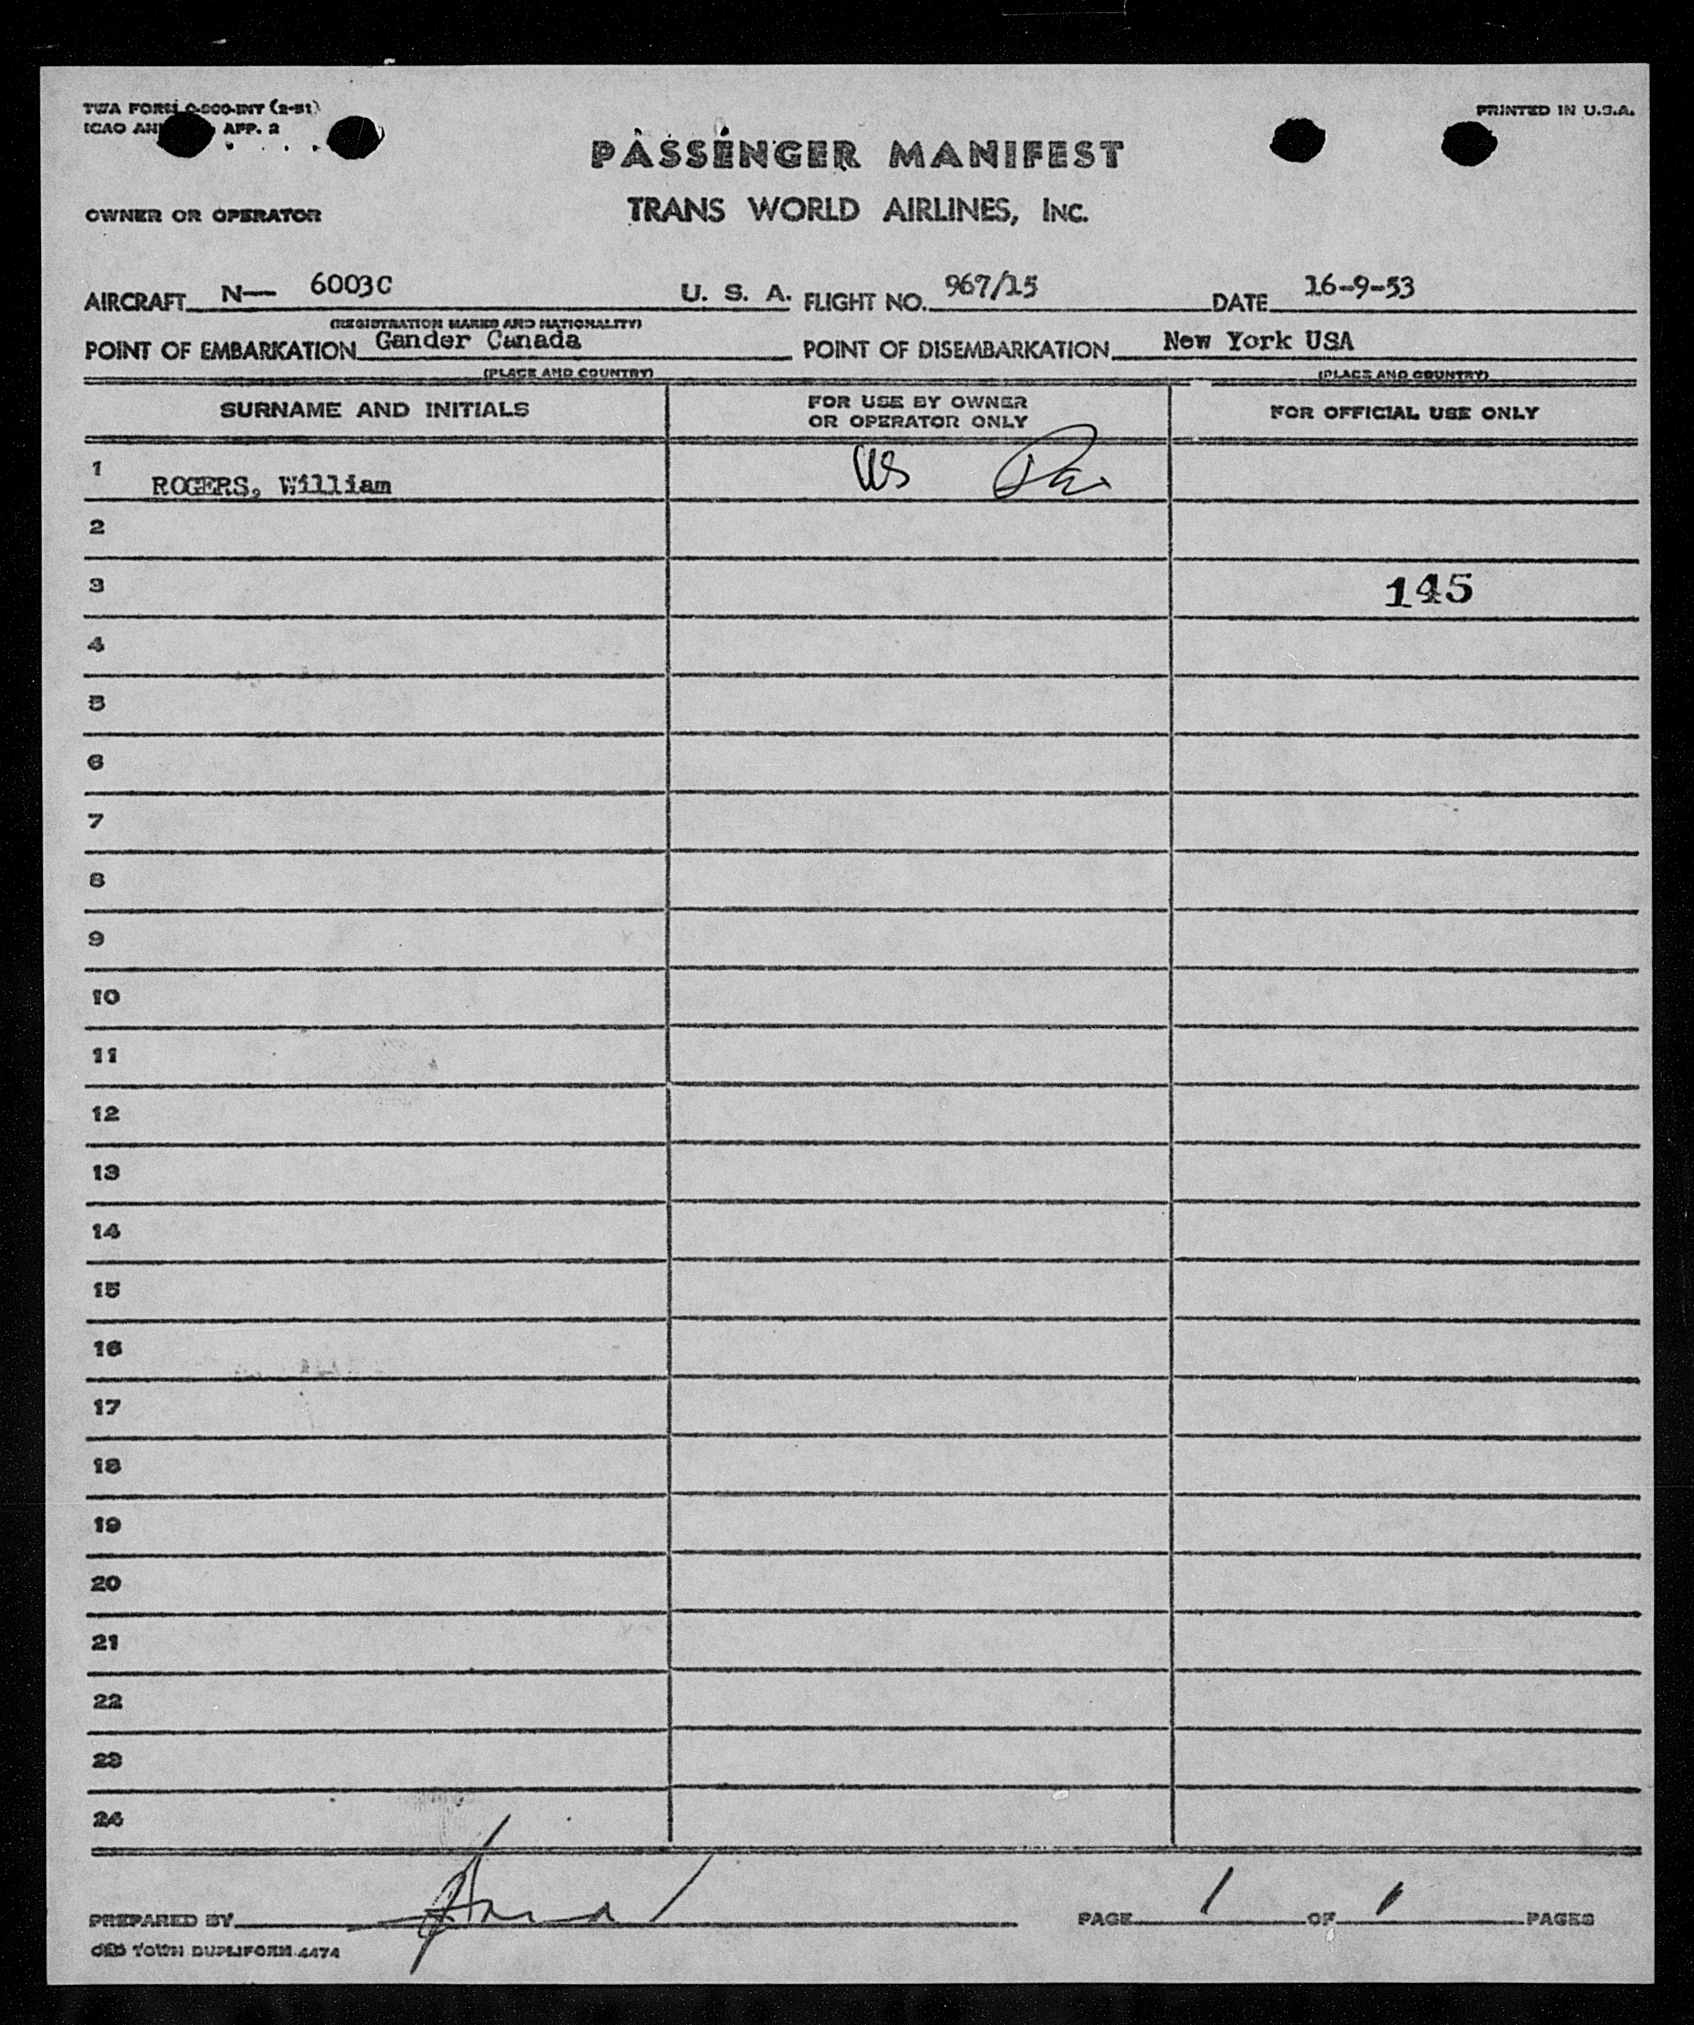 TWA FORM O-900-INT (2-51)
ICAO AN APP. 2
PRINTED IN U.S.A.
PASSENGER MANIFEST
OWNER OR OPERATOR TRANS WORLD AIRLINES, INC.
AIRCRAFT N— 6003C U. S. A. FLIGHT NO. 967/15 DATE 16-9-53
(REGISTRATION MARKS AND NATIONALITY)
POINT OF EMBARKATION Gander Canada POINT OF DISEMBARKATION New York USA
(PLACE AND COUNTRY) (PLACE AND COUNTRY)
SURNAME AND INITIALS FOR USE BY OWNER OR OPERATOR ONLY FOR OFFICIAL USE ONLY
1 ROGERS, William US
2
3 145
4
5
6
7
8
9
10
11
12
13
14
15
16
17
18
19
20
21
22
23
24
PREPARED BY PAGE 1 OF 1 PAGES
OLD TOWN DUPLIFORM 4474